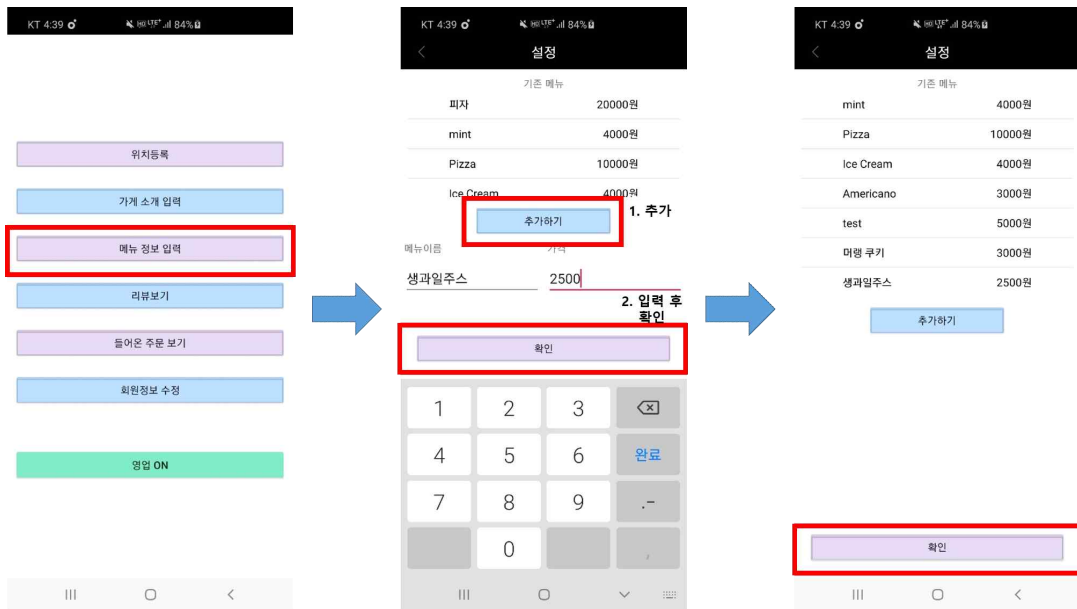 KT 4:39 84%
위치등록
가게 소개 입력
메뉴 정보 입력
리뷰보기
들어온 주문 보기
회원정보 수정
영업 ON
KT 4:39 84%
설정
기존 메뉴
피자 20000원
mint 4000원
Pizza 10000원
Ice Cream 4000원
추가하기
1. 추가
메뉴이름 가격
생과일주스 2500
2. 입력 후
확인
확인
1 2 3
4 5 6 완료
7 8 9 .-
0 ,
KT 4:39 84%
설정
기존 메뉴
mint 4000원
Pizza 10000원
Ice Cream 4000원
Americano 3000원
test 5000원
머랭 쿠키 3000원
생과일주스 2500원
추가하기
확인